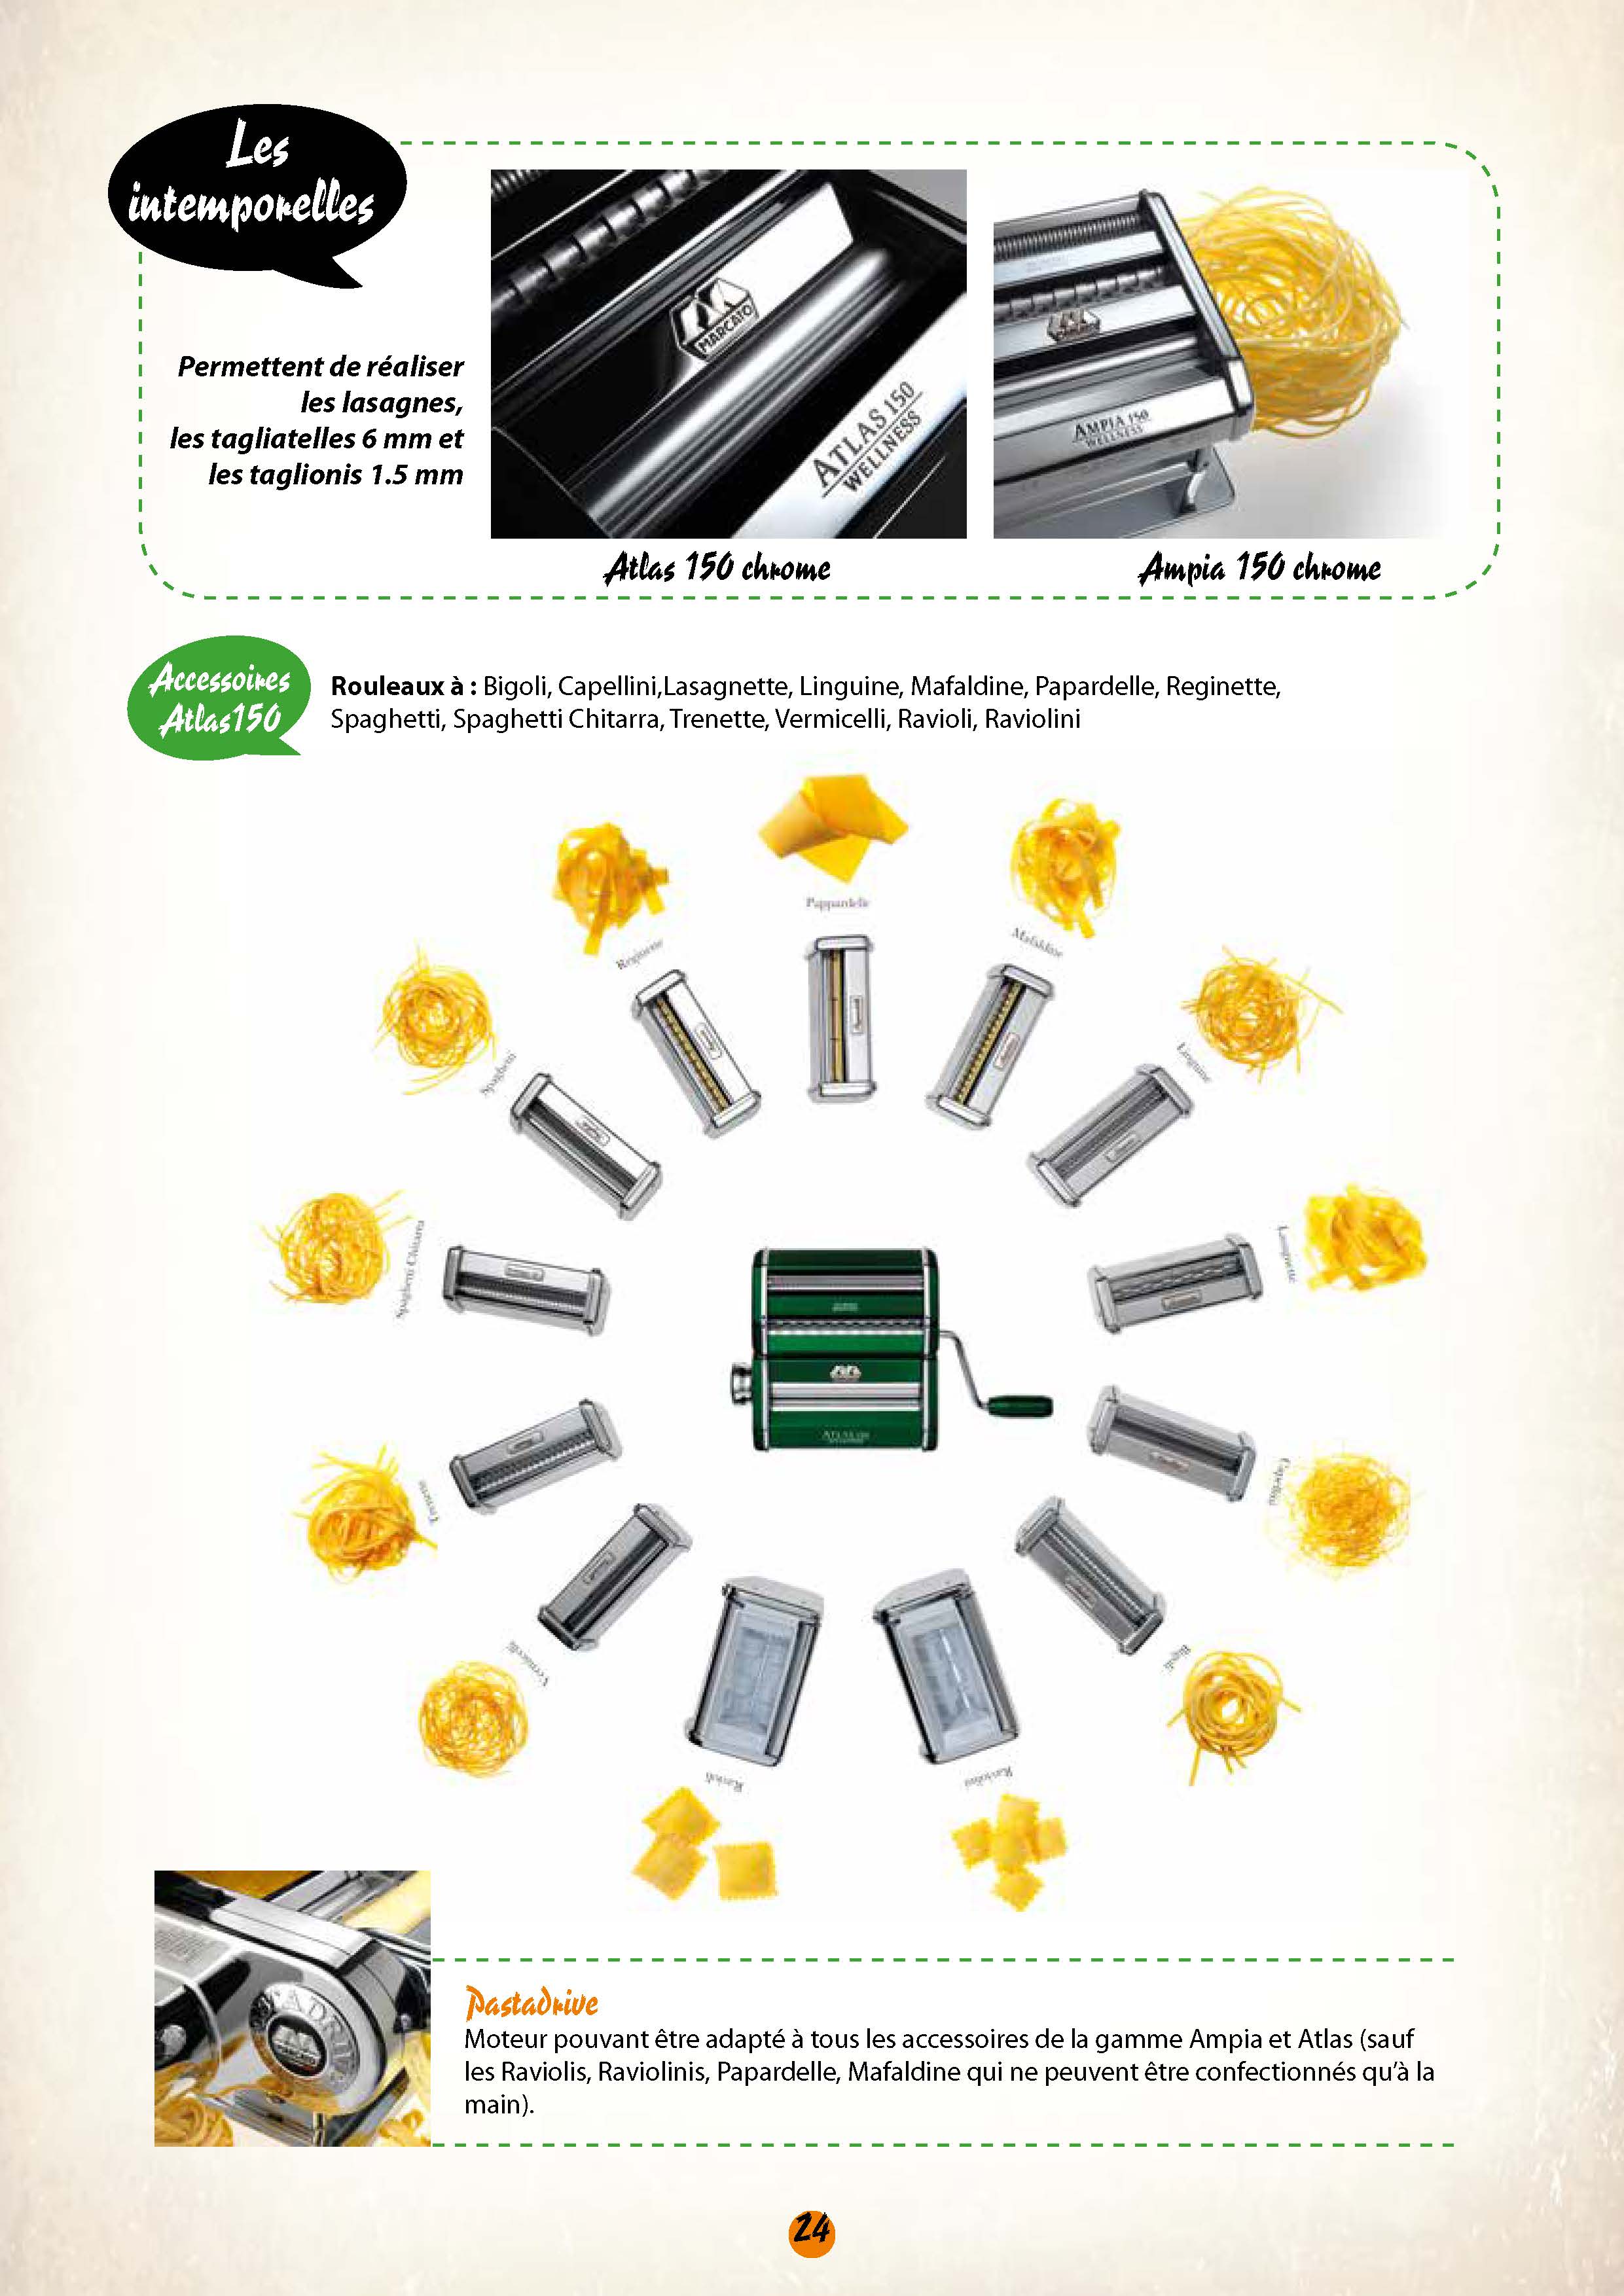 Les
intemporelles
Permettent de réaliser
les lasagnes,
les tagliatelles 6 mm et
les taglionis 1.5 mm
MARCATO
ATLAS 150
WELLNESS
AMPIA 150
WELLNESS
Atlas 150 chrome
Ampia 150 chrome
Accessoires
Atlas150
Rouleaux à : Bigoli, Capellini,Lasagnette, Linguine, Mafaldine, Papardelle, Reginette,
Spaghetti, Spaghetti Chitarra, Trenette, Vermicelli, Ravioli, Raviolini
Pappardelle
Reginette
Mafaldine
Spaghetti
Linguine
Spaghetti Chitarra
Lasagnette
ATLAS 150
Trenette
Capellini
Vermicelli
Bigoli
Ravioli
Raviolini
Pastadrive
Moteur pouvant être adapté à tous les accessoires de la gamme Ampia et Atlas (sauf
les Raviolis, Raviolinis, Papardelle, Mafaldine qui ne peuvent être confectionnés qu'à la
main).
24